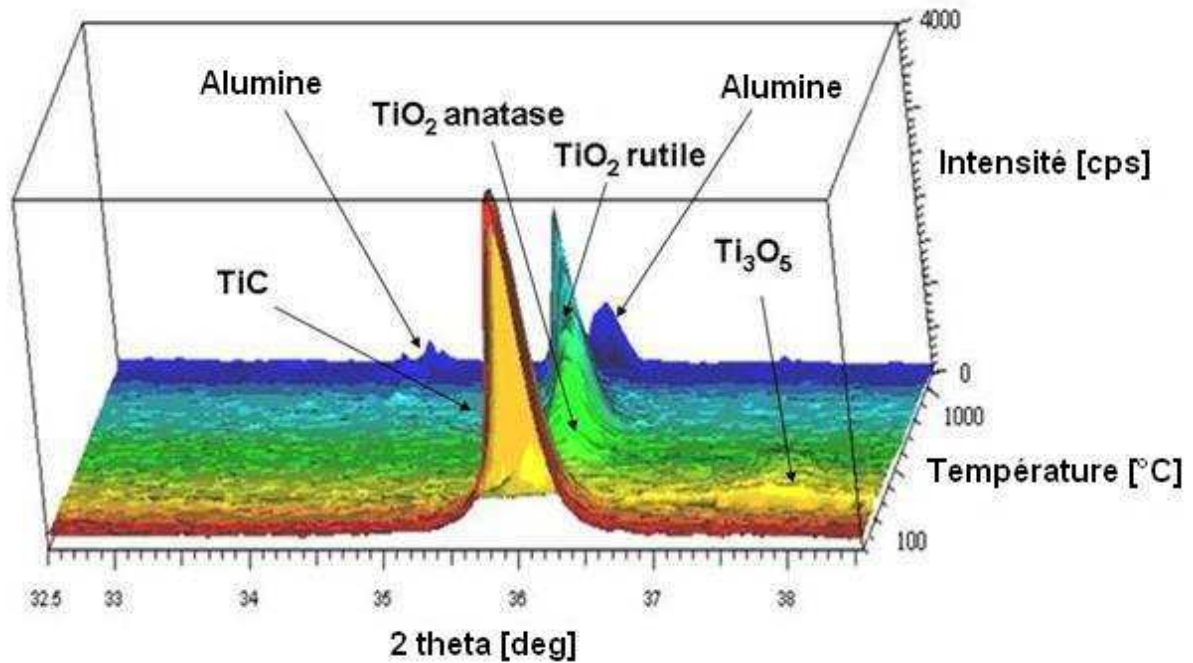 4000
Alumine
Alumine
TiO₂ anatase
TiO₂ rutile
Intensité [cps]
Ti₃O₅
TiC
0
1000
Température [°C]
100
32.5 33 34 35 36 37 38
2 theta [deg]